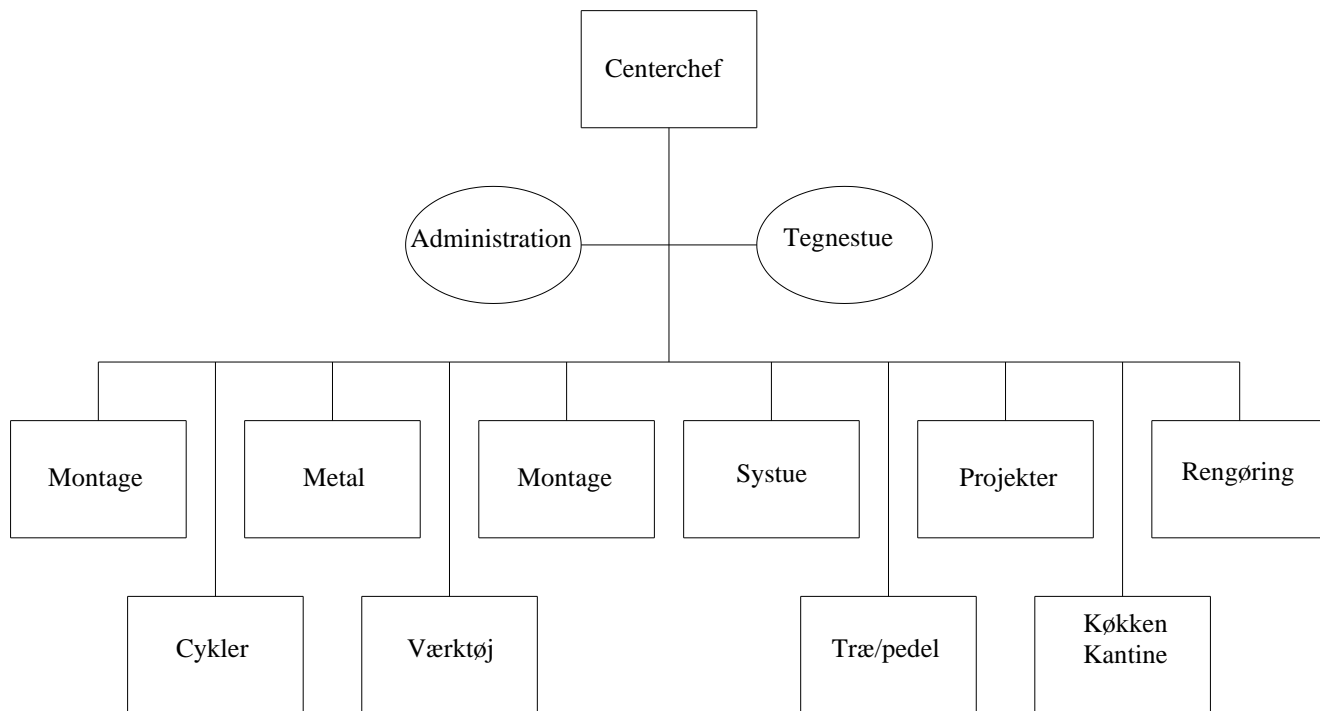 Centerchef
Administration
Tegnestue
Montage
Metal
Montage
Systue
Projekter
Rengøring
Cykler
Værktøj
Træ/pedel
Køkken
Kantine